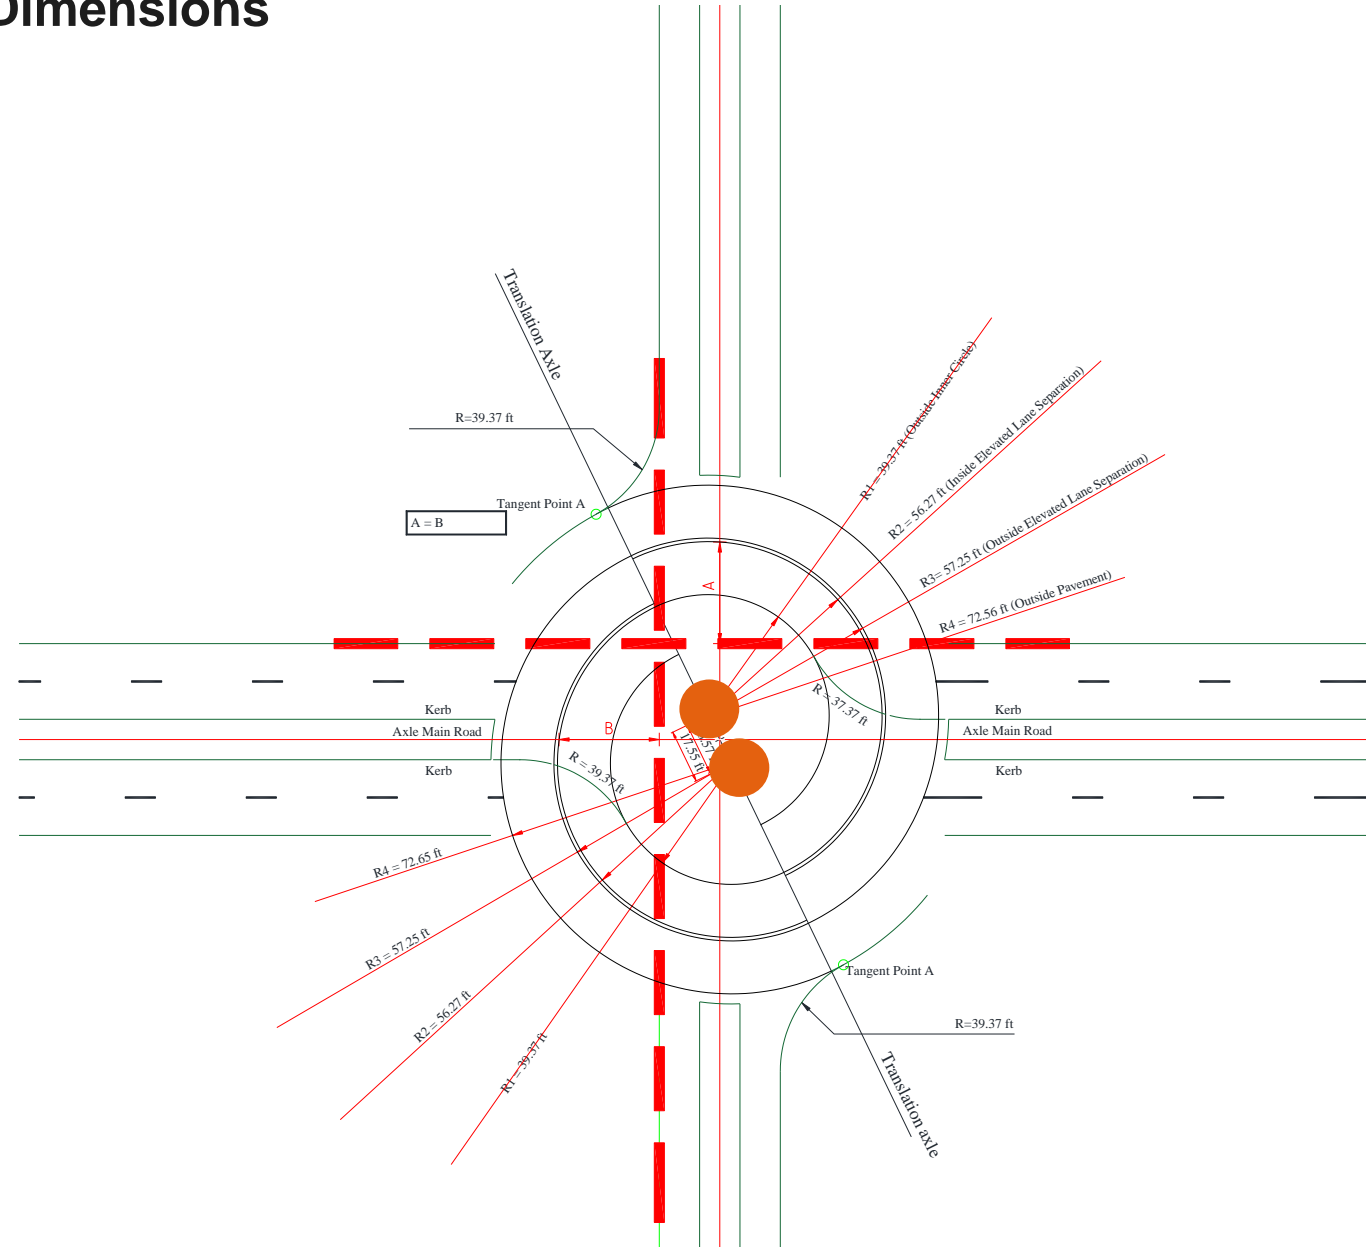 Dimensions
Translation Axle
R1 = 39.37 ft (Outside Inner Circle)
R2 = 56.27 ft (Inside Elevated Lane Separation)
R=39.37 ft
R3= 57.25 ft (Outside Elevated Lane Separation)
Tangent Point A
A = B
R4 = 72.56 ft (Outside Pavement)
A
R = 37.37 ft
Kerb
Kerb
Axle Main Road
B
Axle Main Road
17.55 ft
Kerb
R = 39.37 ft
Kerb
R4 = 72.65 ft
R3 = 57.25 ft
Tangent Point A
R2 = 56.27 ft
R=39.37 ft
R1 = 39.37 ft
Translation axle